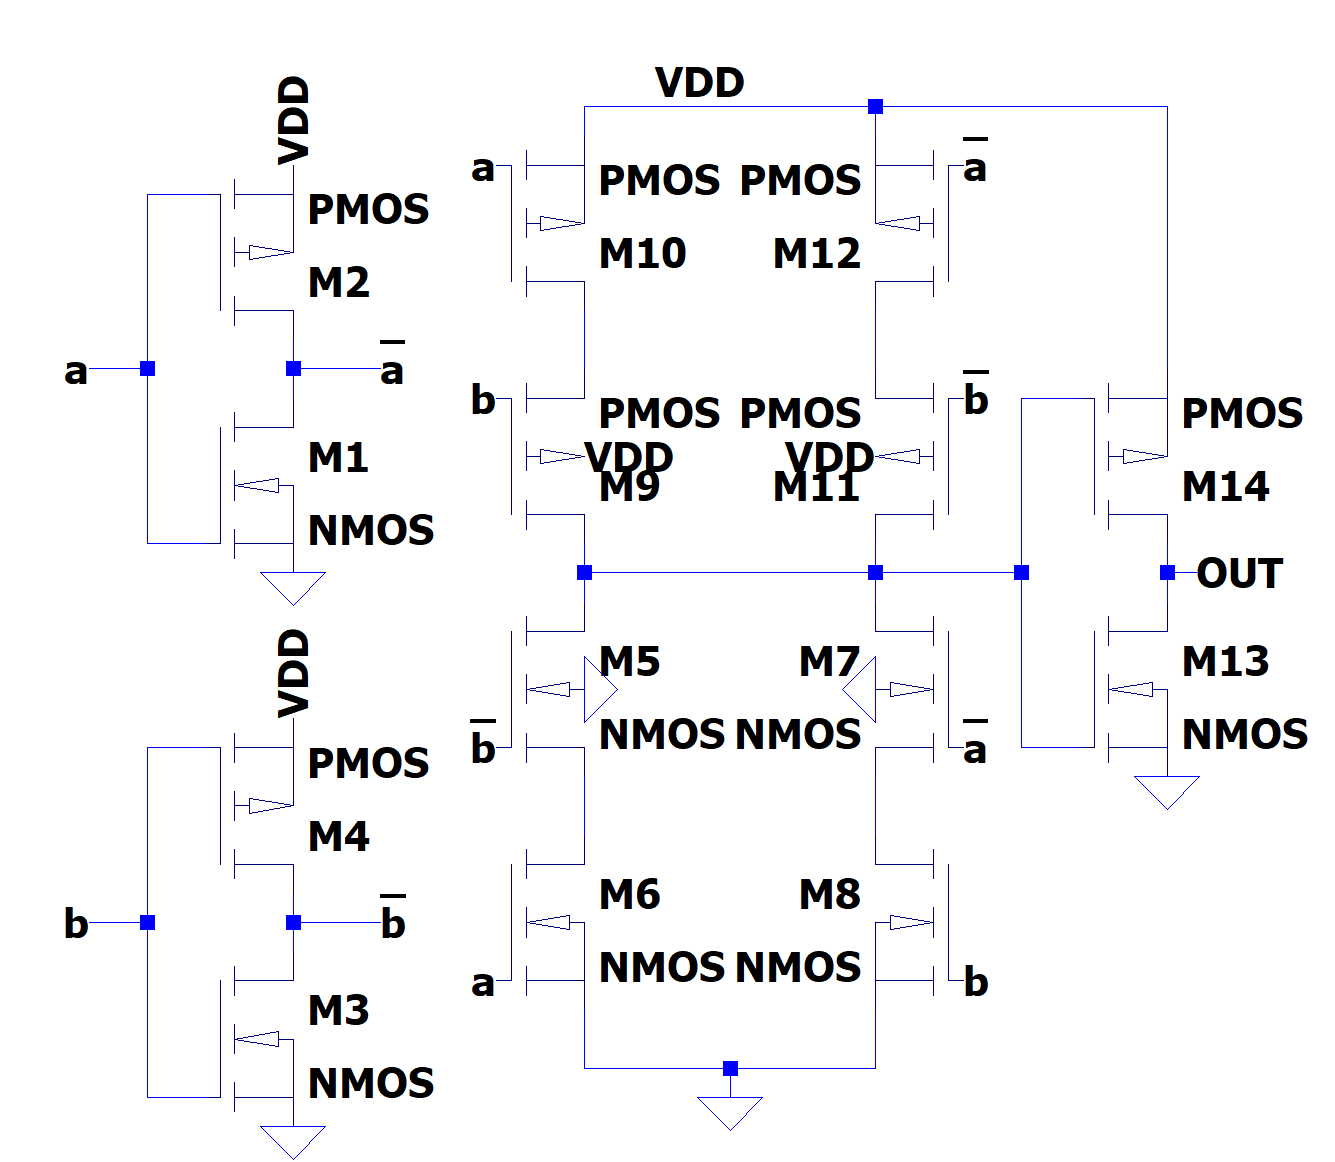 VDD
PMOS
M2
a
a̅
M1
NMOS
VDD
PMOS
M4
b
b̅
M3
NMOS
VDD
a
PMOS
M10
PMOS
M12
a̅
b
PMOS
VDD
M9
PMOS
VDD
M11
b̅
PMOS
M14
OUT
M5
NMOS
b̅
M7
NMOS
a̅
M13
NMOS
M6
NMOS
a
M8
NMOS
b